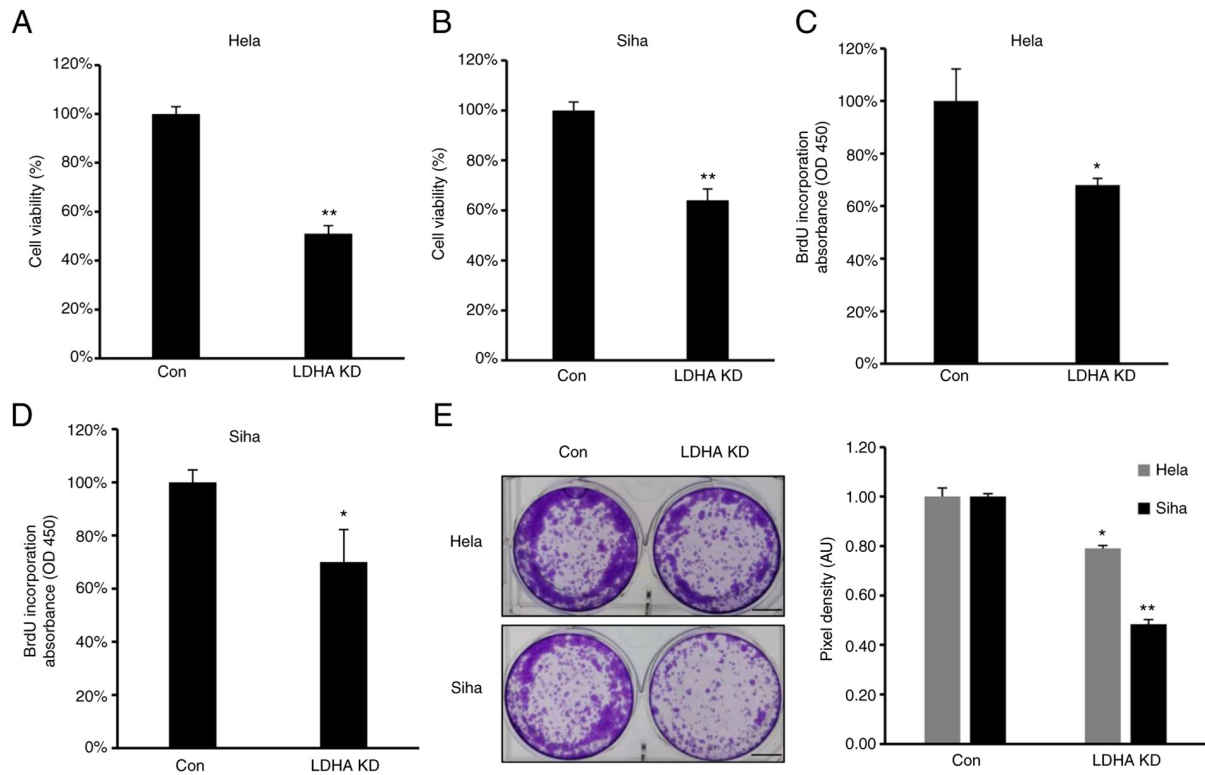 A
Hela
Cell viability (%)
120%
100%
80%
60%
40%
20%
0%
**
Con
LDHA KD
B
Siha
Cell viability (%)
120%
100%
80%
60%
40%
20%
0%
**
Con
LDHA KD
C
Hela
BrdU incorporation
absorbance (OD 450)
120%
100%
80%
60%
40%
20%
0%
*
Con
LDHA KD
D
Siha
BrdU incorporation
absorbance (OD 450)
120%
100%
80%
60%
40%
20%
0%
*
Con
LDHA KD
E
Con
LDHA KD
Hela
Siha
Pixel density (AU)
1.20
1.00
0.80
0.60
0.40
0.20
0.00
Hela
Siha
*
**
Con
LDHA KD